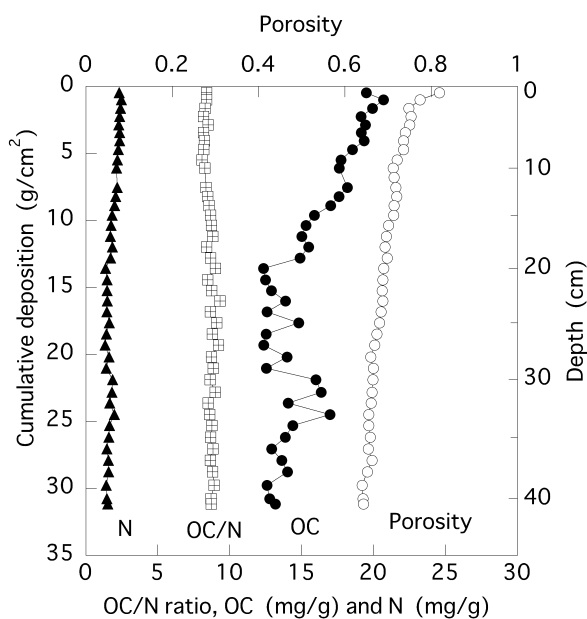 Porosity
0 0.2 0.4 0.6 0.8 1
0 0
5
10
10
15
20 20
25
30
30
40
35
Cumulative deposition (g/cm²)
Depth (cm)
N OC/N OC Porosity
0 5 10 15 20 25 30
OC/N ratio, OC (mg/g) and N (mg/g)